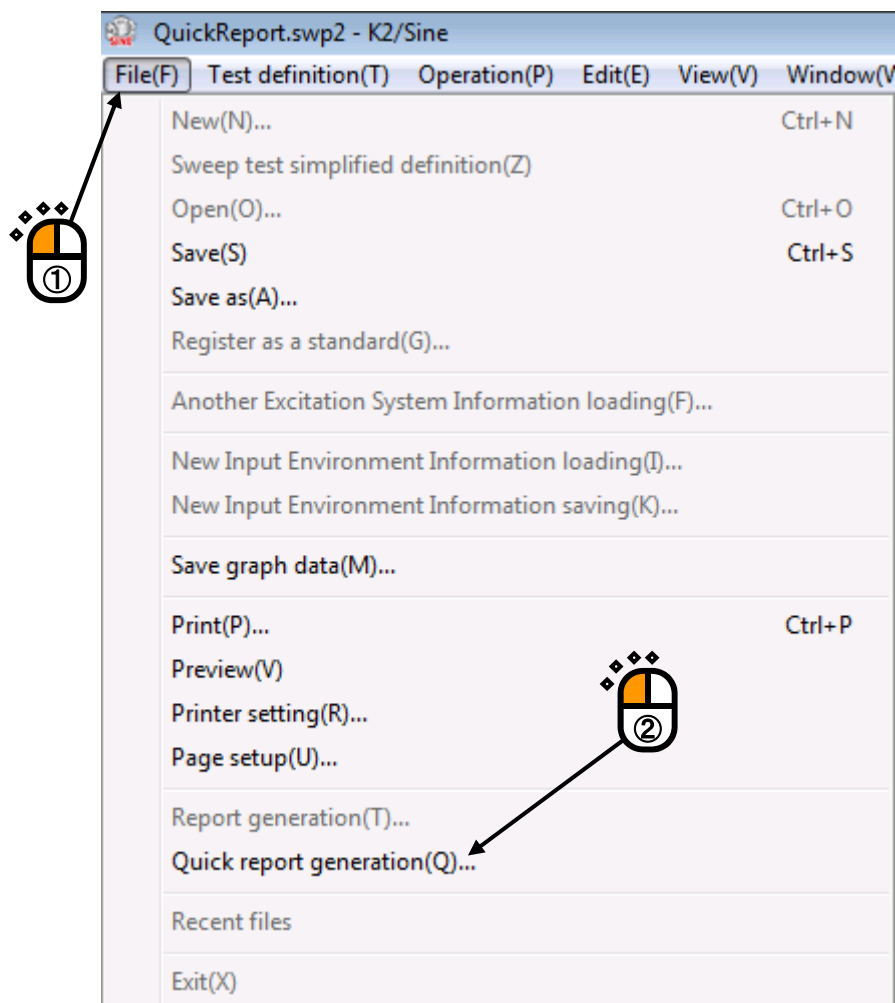 QuickReport.swp2 - K2/Sine
File(F) Test definition(T) Operation(P) Edit(E) View(V) Window(
New(N)... Ctrl+N
Sweep test simplified definition(Z)
Open(O)... Ctrl+O
①
Save(S) Ctrl+S
Save as(A)...
Register as a standard(G)...
Another Excitation System Information loading(F)...
New Input Environment Information loading(I)...
New Input Environment Information saving(K)...
Save graph data(M)...
Print(P)... Ctrl+P
Preview(V)
Printer setting(R)...
②
Page setup(U)...
Report generation(T)...
Quick report generation(Q)...
Recent files
Exit(X)